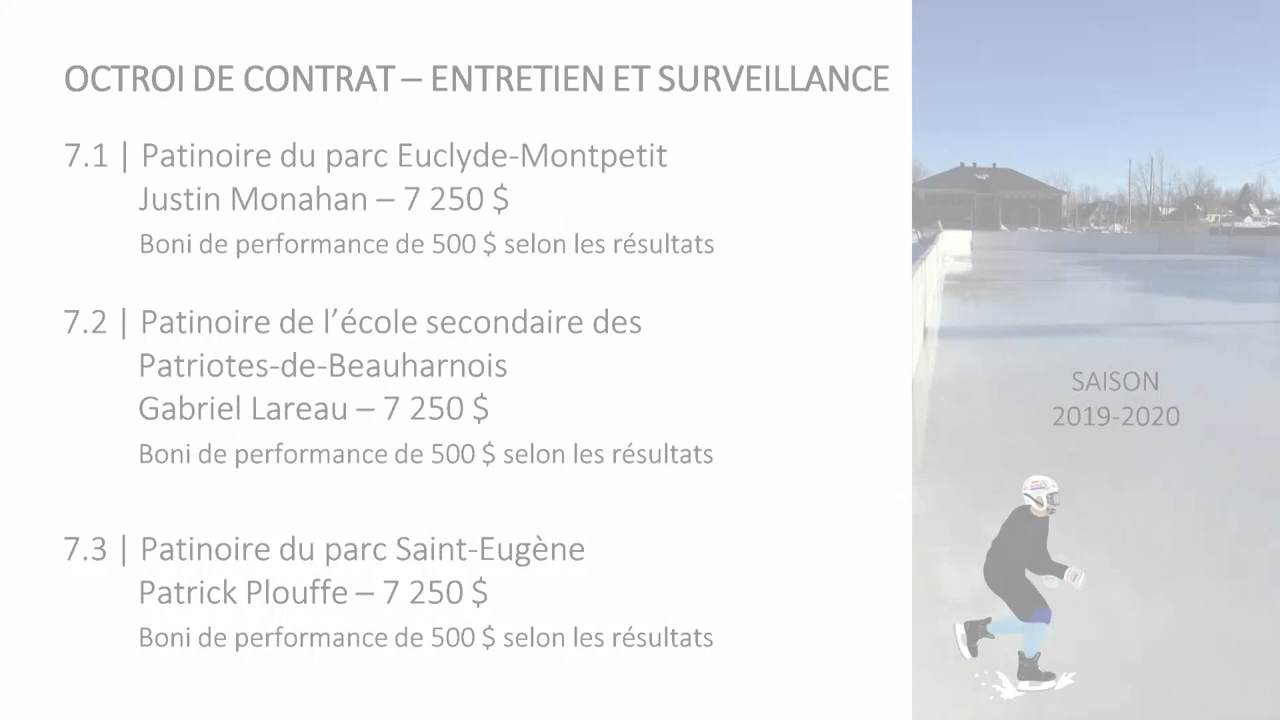 OCTROI DE CONTRAT – ENTRETIEN ET SURVEILLANCE
7.1 | Patinoire du parc Euclyde-Montpetit
Justin Monahan – 7 250 $
Boni de performance de 500 $ selon les résultats
7.2 | Patinoire de l’école secondaire des
Patriotes-de-Beauharnois
Gabriel Lareau – 7 250 $
Boni de performance de 500 $ selon les résultats
7.3 | Patinoire du parc Saint-Eugène
Patrick Plouffe – 7 250 $
Boni de performance de 500 $ selon les résultats
SAISON
2019-2020